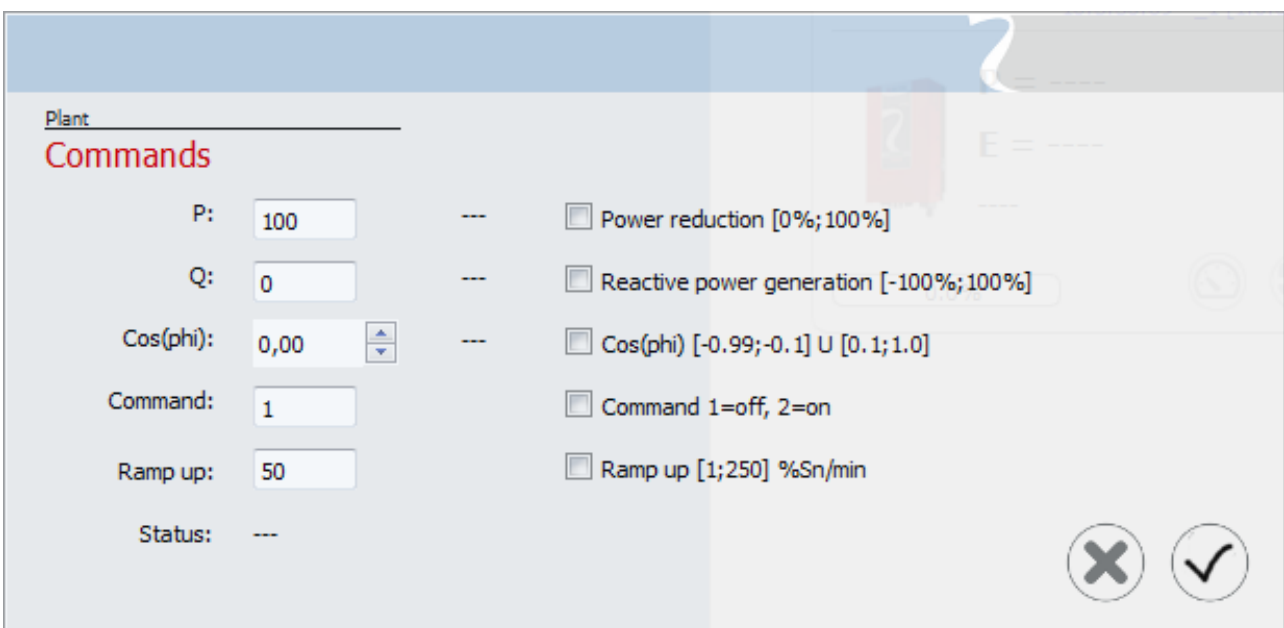 Plant
Commands
P: 100 --- Power reduction [0%;100%]
Q: 0 --- Reactive power generation [-100%;100%]
Cos(phi): 0,00 --- Cos(phi) [-0.99;-0.1] U [0.1;1.0]
Command: 1 Command 1=off, 2=on
Ramp up: 50 Ramp up [1;250] %Sn/min
Status: ---
= ----
E = ----
----